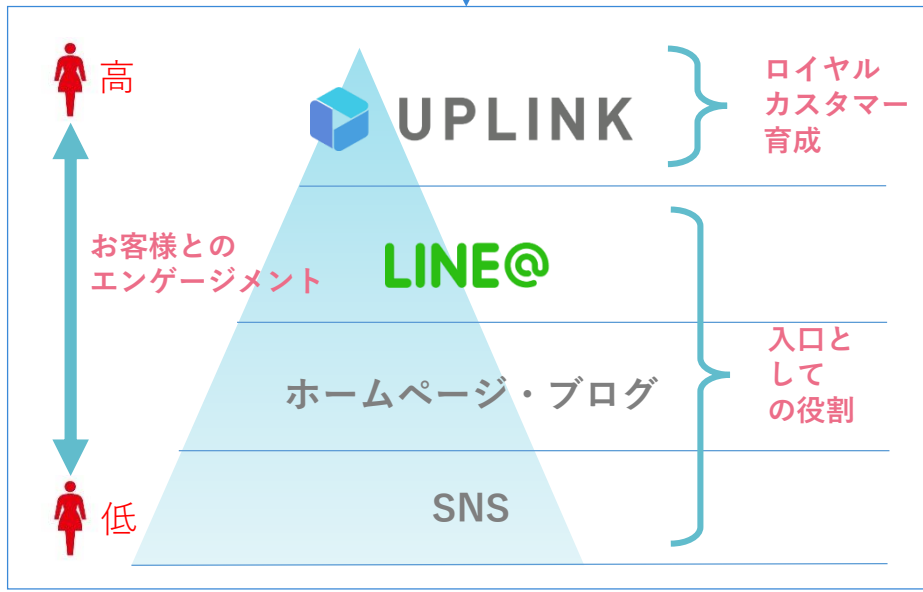 高
UPLINK
ロイヤル
カスタマー
育成
お客様との
エンゲージメント
LINE@
ホームページ・ブログ
入口と
して
の役割
SNS
低